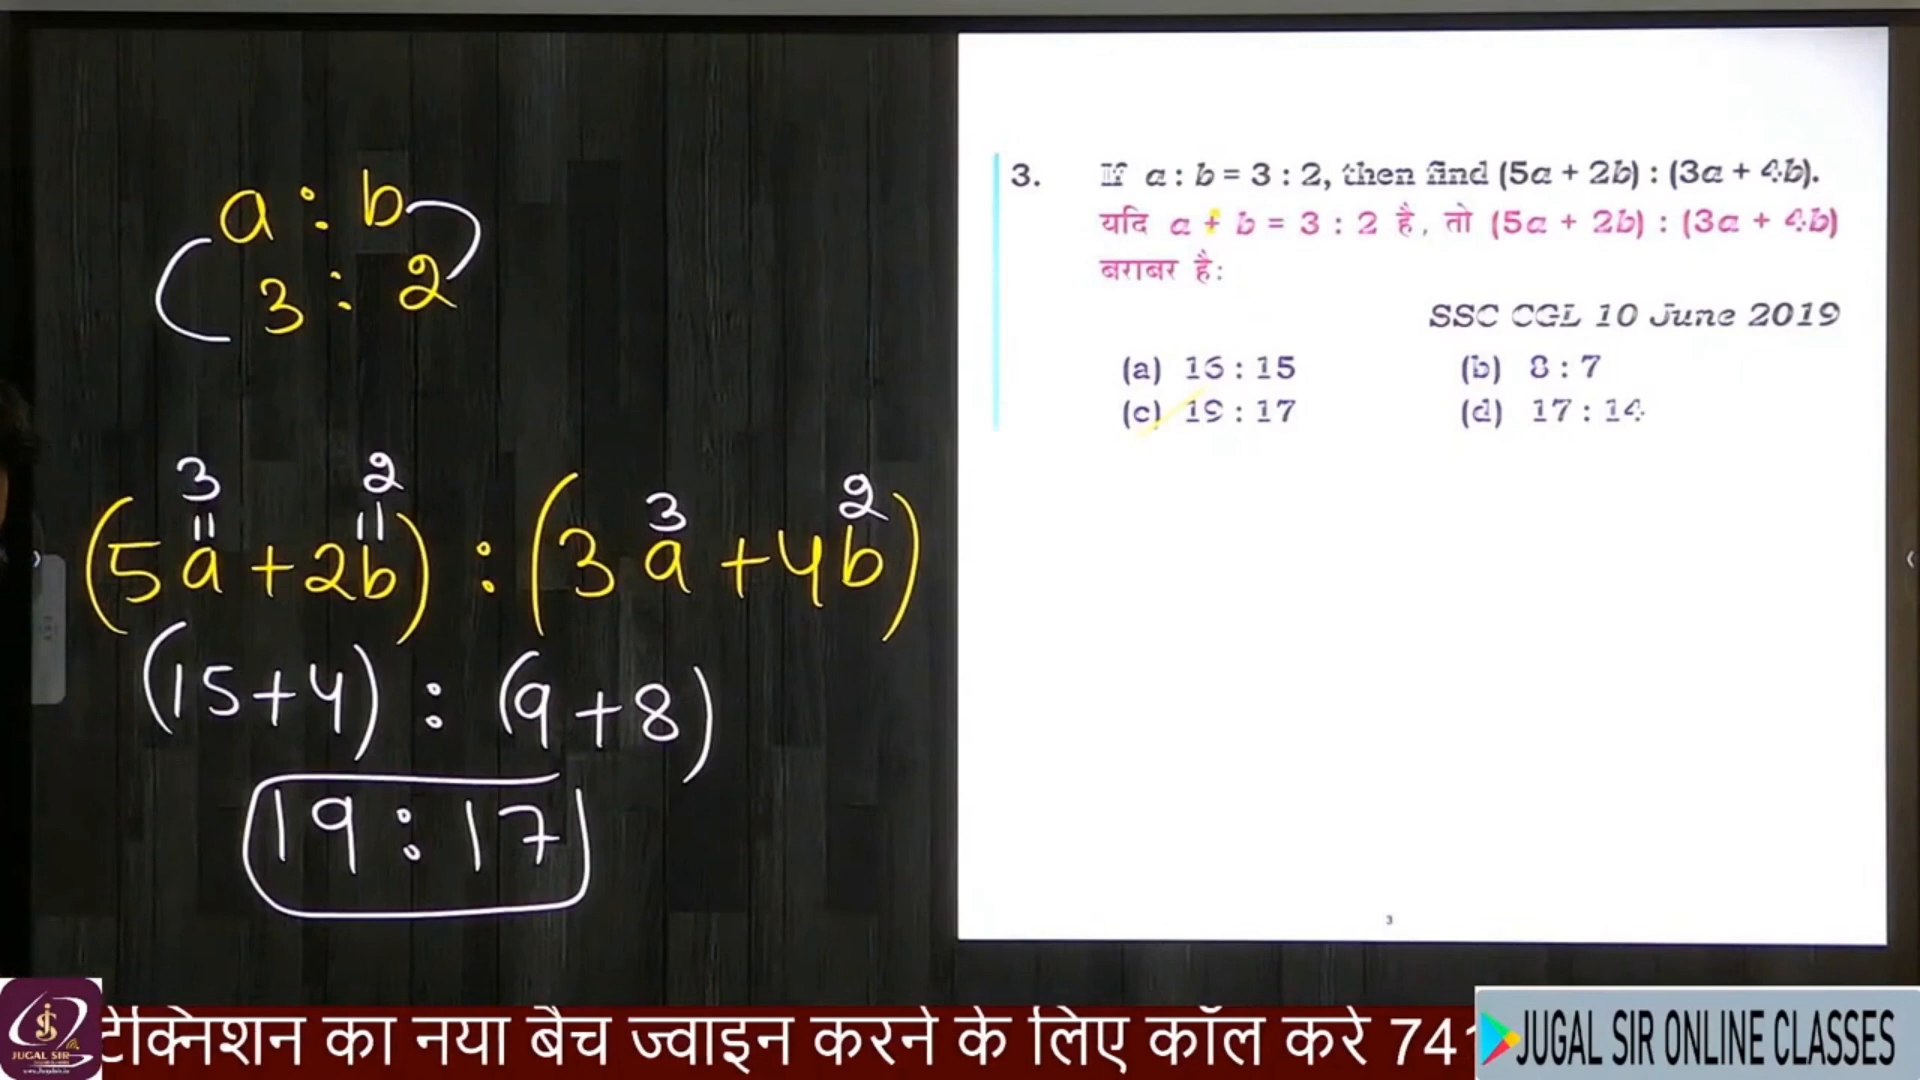 a : b
3 : 2
3 2 3 2
(5a + 2b) : (3a + 4b)
(15 + 4) : (9 + 8)
19 : 17
3. If a : b = 3 : 2, then find (5a + 2b) : (3a + 4b).
यदि a + b = 3 : 2 है, तो (5a + 2b) : (3a + 4b)
बराबर है:
SSC CGL 10 June 2019
(a) 16 : 15 (b) 8 : 7
(c) 19 : 17 (d) 17 : 14
3
JUGAL SIR
टेक्निशन का नया बैच ज्वाइन करने के लिए कॉल करे 741
JUGAL SIR ONLINE CLASSES